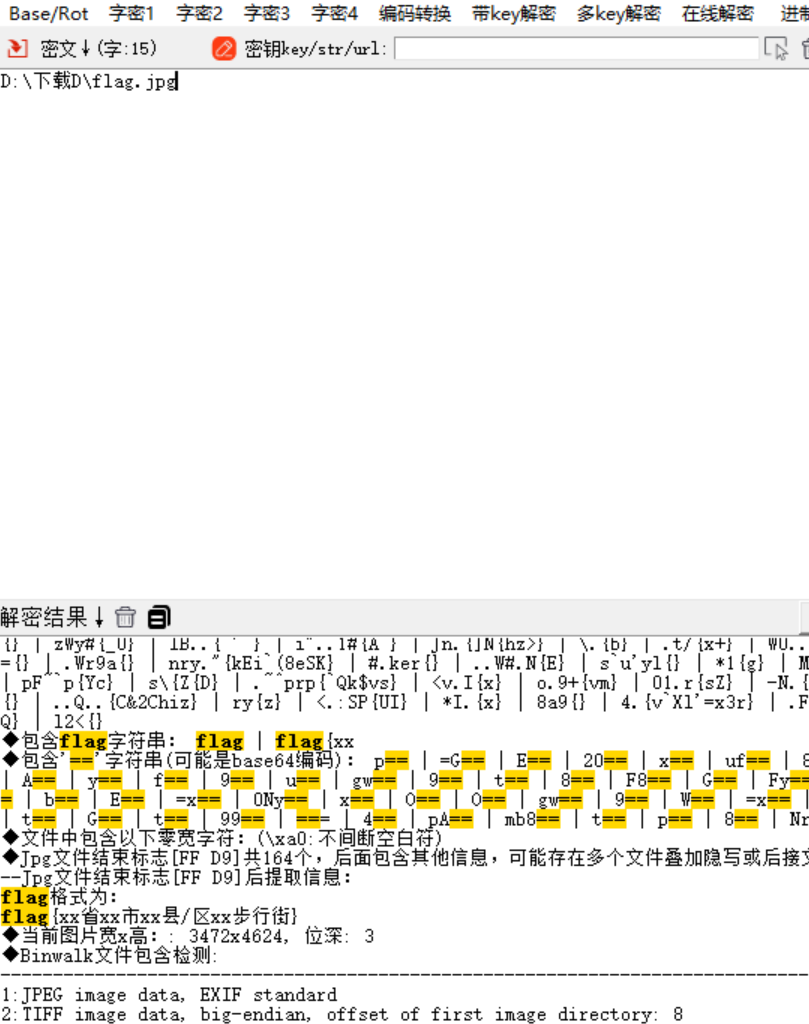 Base/Rot 字密1 字密2 字密3 字密4 编码转换 带key解密 多key解密 在线解密 进制
密文↓(字:15) 密钥key/str/url:
D:\下载D\flag.jpg
解密结果↓
{} | zWy#{_U} | lB..{ ` } | 1"..l#{A } | Jn.{JN{hz>} | \.{b} | .t/{x+} | WU..
={} | .Wr9a{} | nry."{kEi`(8eSK} | #.ker{} | ..W#.N{E} | s`u'yl{} | *1{g} | M
| pF^^p{Yc} | s\{Z{D} | .^^prp{`Qk$vs} | <v.I{x} | o.9+{vm} | 01.r{sZ} | -N.{
{} | ..Q..{C&2Chiz} | ry{z} | <.:SP{UI} | *I.{x} | 8a9{} | 4.{v`Xl'=x3r} | .F
Q} | l2<{}
◆包含flag字符串: flag | flag{xx
◆包含'=='字符串(可能是base64编码): p== | =G== | E== | 20== | x== | uf== | 8
| A== | y== | f== | 9== | u== | gw== | 9== | t== | 8== | F8== | G== | Fy==
= | b== | E== | =x== | 0Ny== | x== | O== | O== | gw== | 9== | W== | =x==
| t== | G== | t== | 99== | === | 4== | pA== | mb8== | t== | p== | 8== | Nr
◆文件中包含以下零宽字符: (\xa0:不间断空白符)
◆Jpg文件结束标志[FF D9]共164个, 后面包含其他信息, 可能存在多个文件叠加隐写或后接文
--Jpg文件结束标志[FF D9]后提取信息:
flag格式为:
flag{xx省xx市xx县/区xx步行街}
◆当前图片宽x高: : 3472x4624, 位深: 3
◆Binwalk文件包含检测:
1:JPEG image data, EXIF standard
2:TIFF image data, big-endian, offset of first image directory: 8